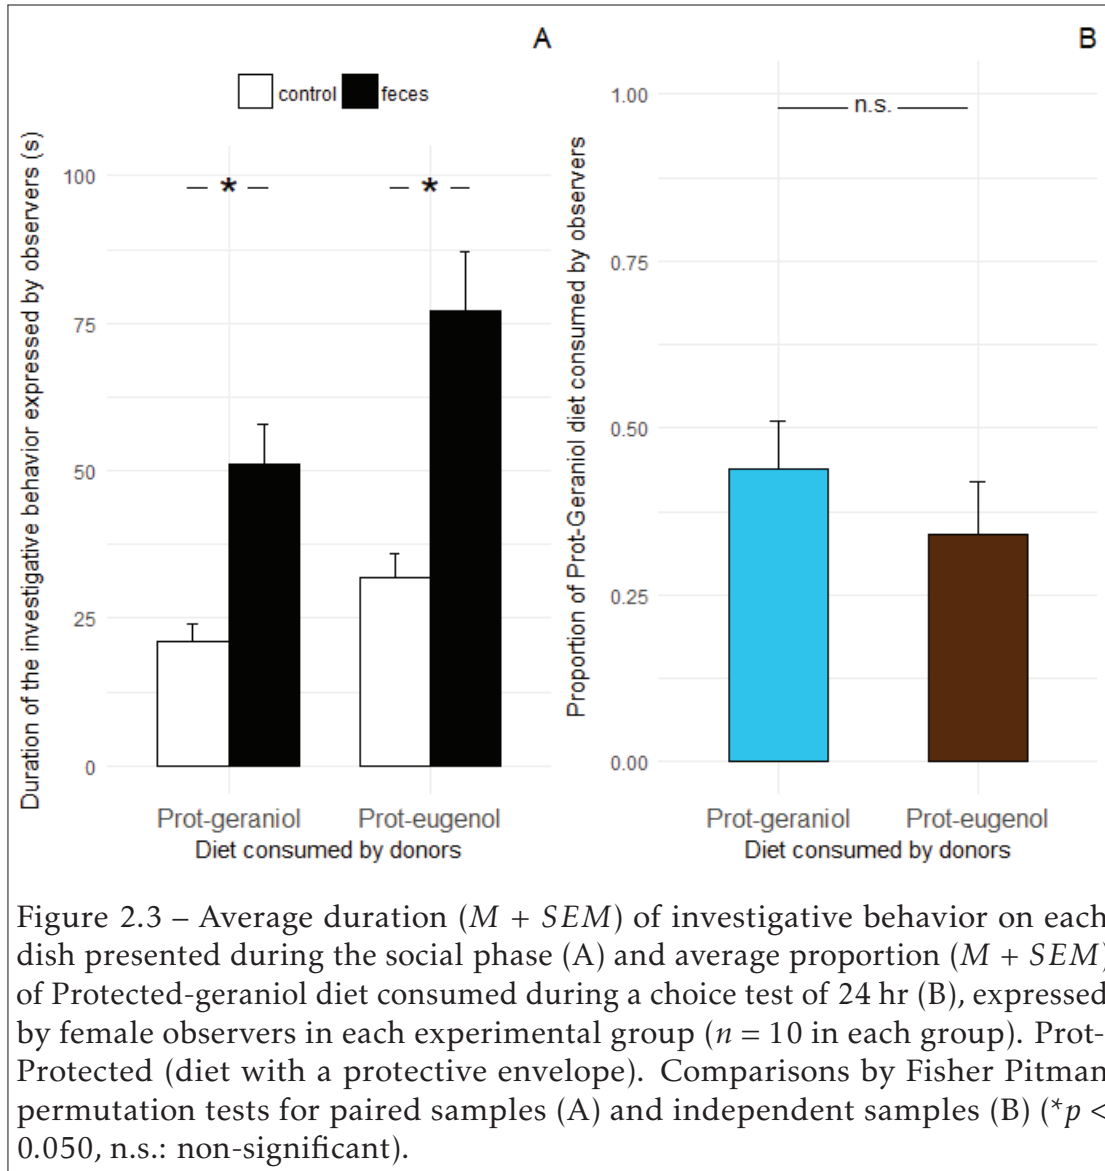 A
control feces
Duration of the investigative behavior expressed by observers (s)
100
75
50
25
0
— * —
— * —
Prot-geraniol Prot-eugenol
Diet consumed by donors
B
Proportion of Prot-Geraniol diet consumed by observers
1.00
0.75
0.50
0.25
0.00
n.s.
Prot-geraniol Prot-eugenol
Diet consumed by donors
Figure 2.3 – Average duration (M + SEM) of investigative behavior on each
dish presented during the social phase (A) and average proportion (M + SEM)
of Protected-geraniol diet consumed during a choice test of 24 hr (B), expressed
by female observers in each experimental group (n = 10 in each group). Prot-
Protected (diet with a protective envelope). Comparisons by Fisher Pitman
permutation tests for paired samples (A) and independent samples (B) (*p <
0.050, n.s.: non-significant).